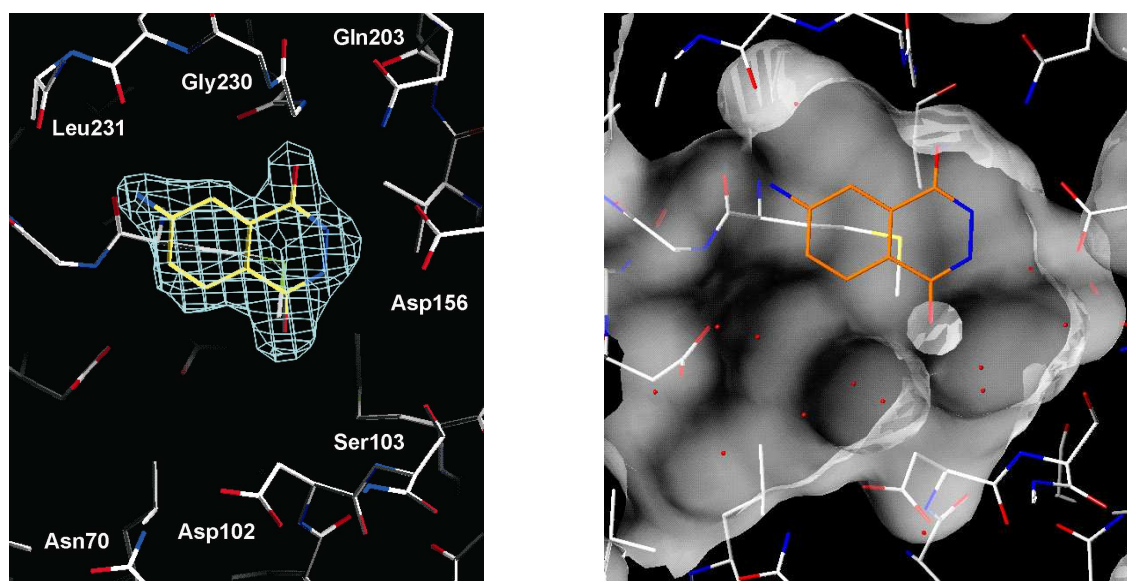 Gln203
Gly230
Leu231
Asp156
Ser103
Asp102
Asn70